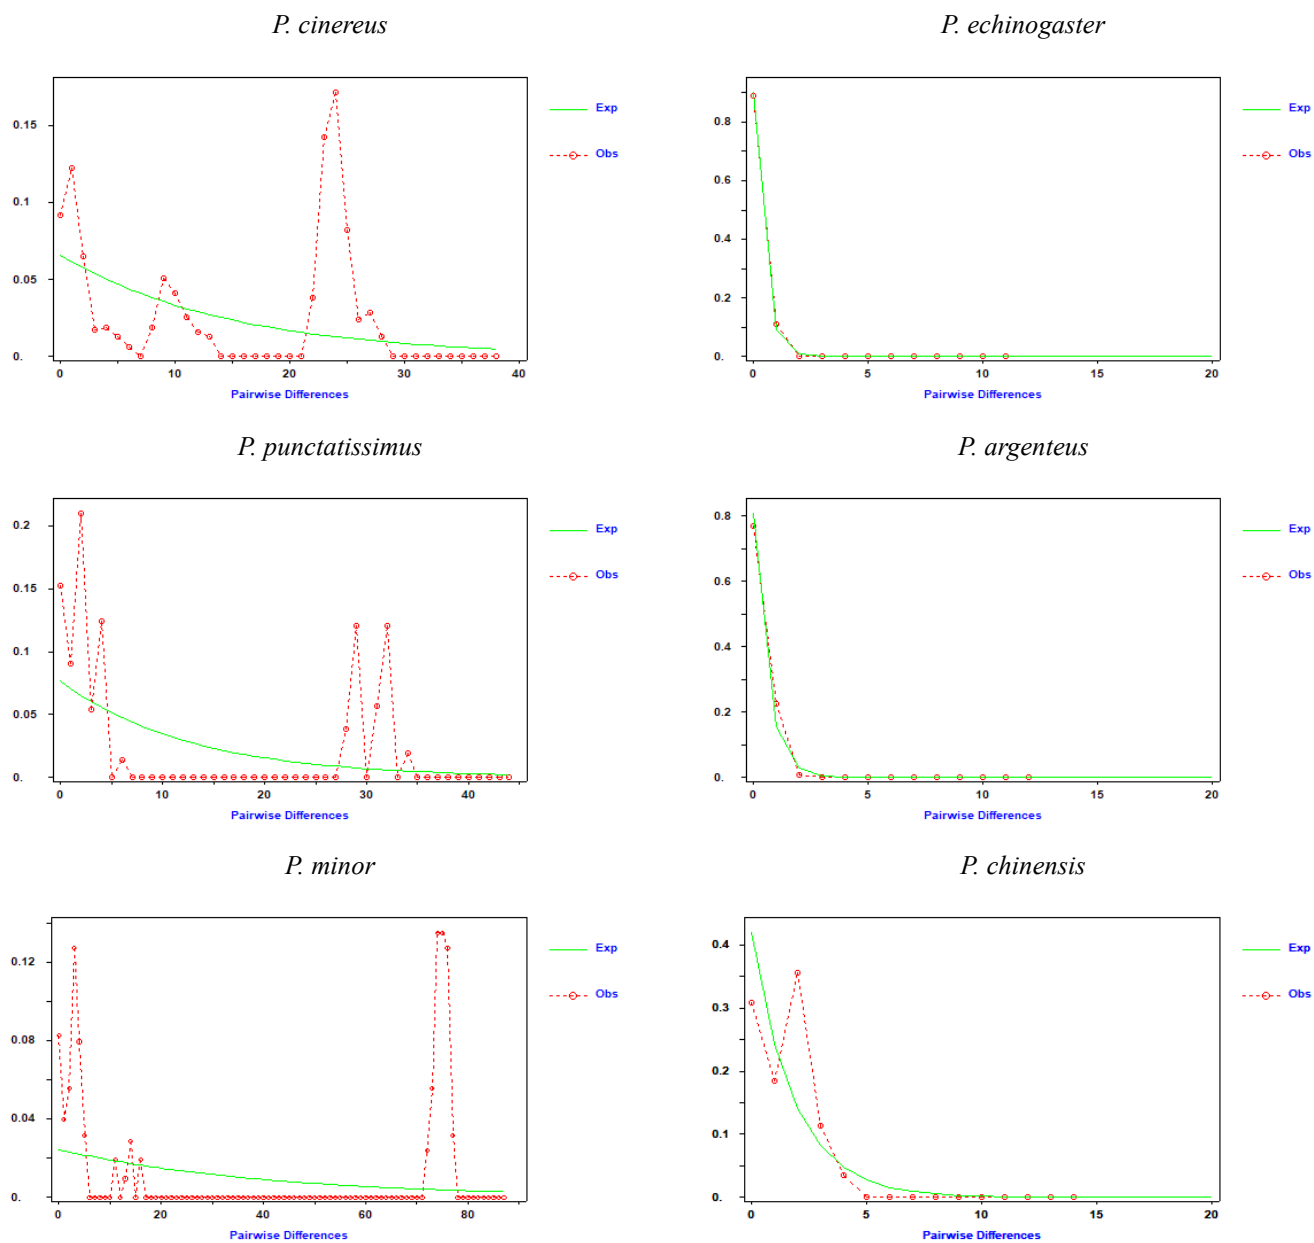 P. cinereus
P. echinogaster
0.15
0.1
0.05
0.
0 10 20 30 40
Pairwise Differences
Exp
Obs
0.8
0.6
0.4
0.2
0.
0 5 10 15 20
Pairwise Differences
Exp
Obs
P. punctatissimus
P. argenteus
0.2
0.15
0.1
0.05
0.
0 10 20 30 40
Pairwise Differences
Exp
Obs
0.8
0.6
0.4
0.2
0.
0 5 10 15 20
Pairwise Differences
Exp
Obs
P. minor
P. chinensis
0.12
0.08
0.04
0.
0 20 40 60 80
Pairwise Differences
Exp
Obs
0.4
0.3
0.2
0.1
0.
0 5 10 15 20
Pairwise Differences
Exp
Obs